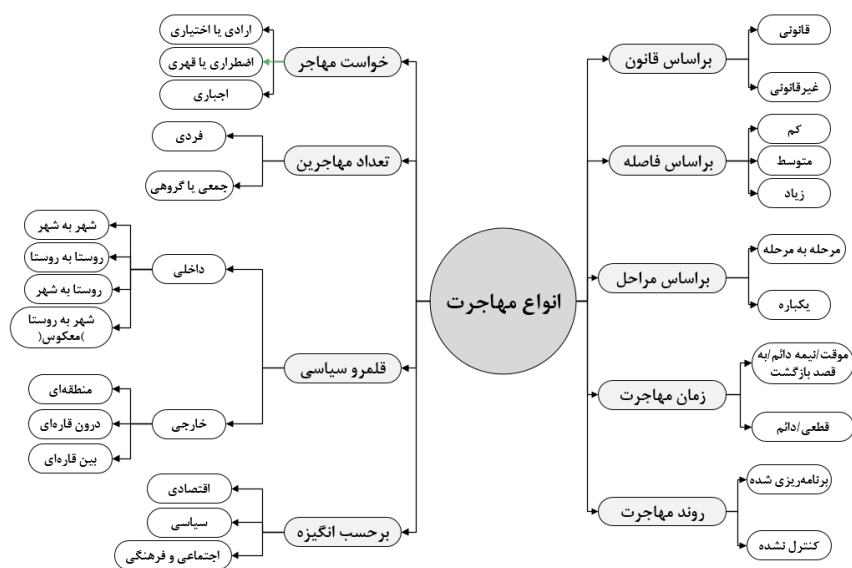 انواع مهاجرت
براساس قانون
قانونی
غیرقانونی
براساس فاصله
کم
متوسط
زیاد
براساس مراحل
مرحله به مرحله
یکباره
زمان مهاجرت
موقت/نیمه دائم/به
قصد بازگشت
قطعی/دائم
روند مهاجرت
برنامه‌ریزی شده
کنترل نشده
خواست مهاجر
ارادی یا اختیاری
اضطراری یا قهری
اجباری
تعداد مهاجرین
فردی
جمعی یا گروهی
قلمرو سیاسی
داخلی
شهر به شهر
روستا به روستا
روستا به شهر
شهر به روستا
)معکوس(
خارجی
منطقه‌ای
درون قاره‌ای
بین قاره‌ای
برحسب انگیزه
اقتصادی
سیاسی
اجتماعی و فرهنگی